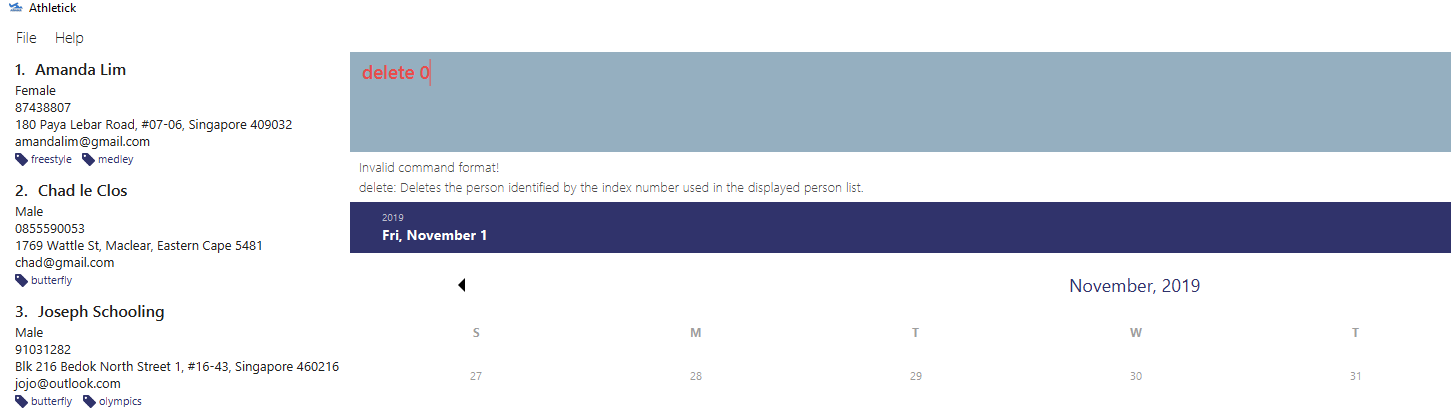 Athletick
File Help
1. Amanda Lim
Female
87438807
180 Paya Lebar Road, #07-06, Singapore 409032
amandalim@gmail.com
freestyle medley
2. Chad le Clos
Male
0855590053
1769 Wattle St, Maclear, Eastern Cape 5481
chad@gmail.com
butterfly
3. Joseph Schooling
Male
91031282
Blk 216 Bedok North Street 1, #16-43, Singapore 460216
jojo@outlook.com
butterfly olympics
delete 0
Invalid command format!
delete: Deletes the person identified by the index number used in the displayed person list.
2019
Fri, November 1
November, 2019
S M T W T
27 28 29 30 31